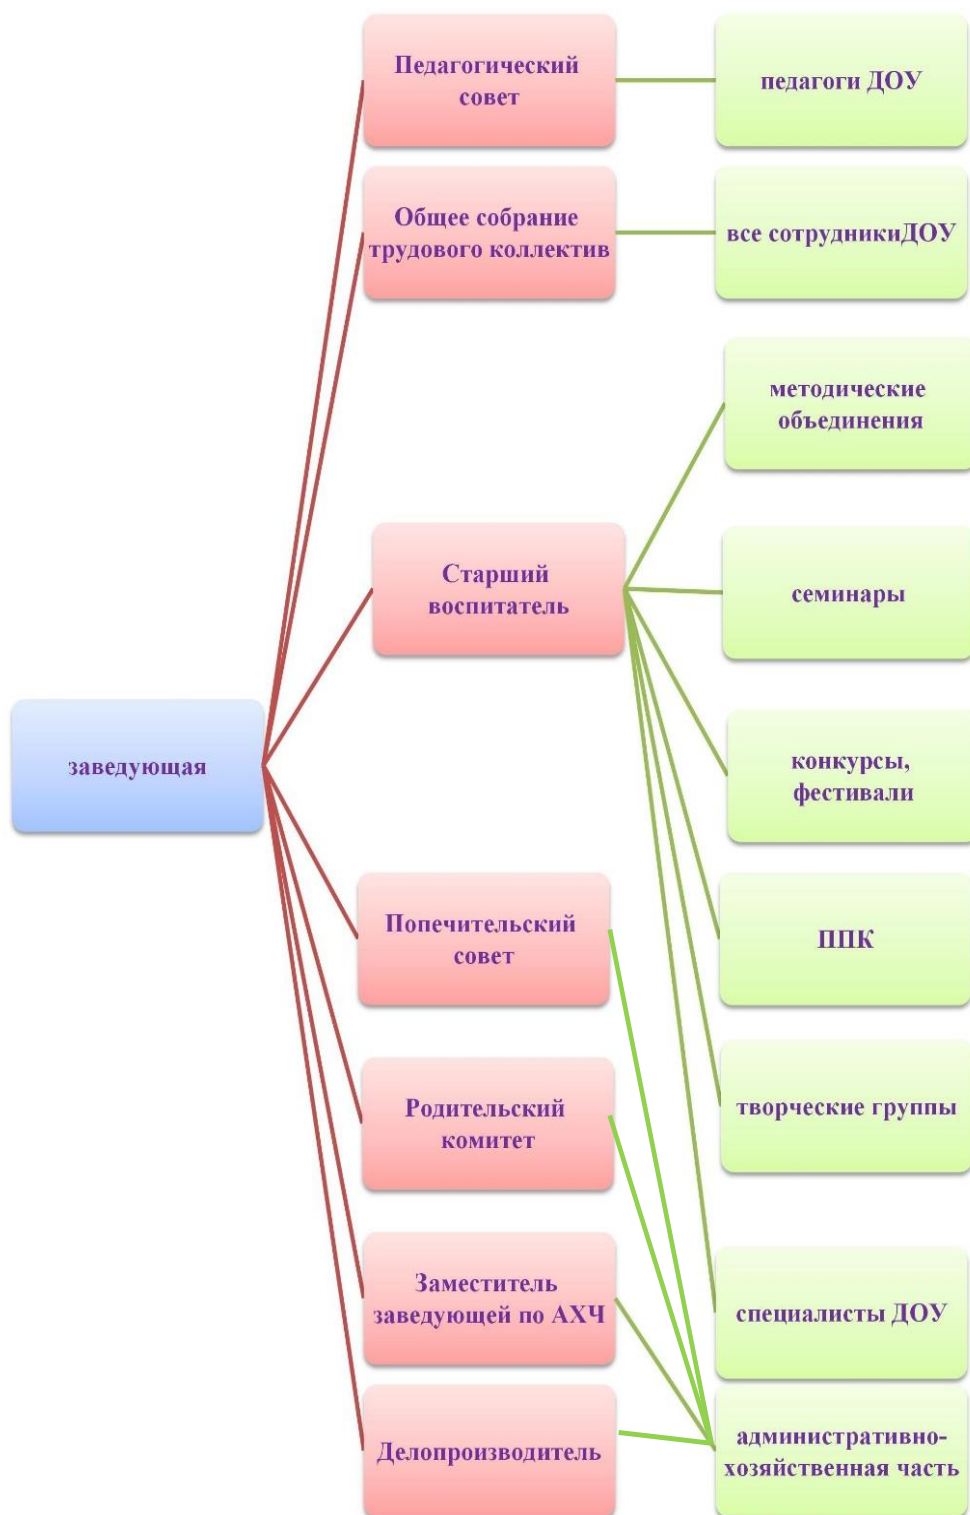 Педагогический
совет
педагоги ДОУ
Общее собрание
трудового коллектив
все сотрудникиДОУ
методические
объединения
Старший
воспитатель
семинары
заведующая
конкурсы,
фестивали
Попечительский
совет
ППК
Родительский
комитет
творческие группы
Заместитель
заведующей по АХЧ
специалисты ДОУ
Делопроизводитель
административно-
хозяйственная часть